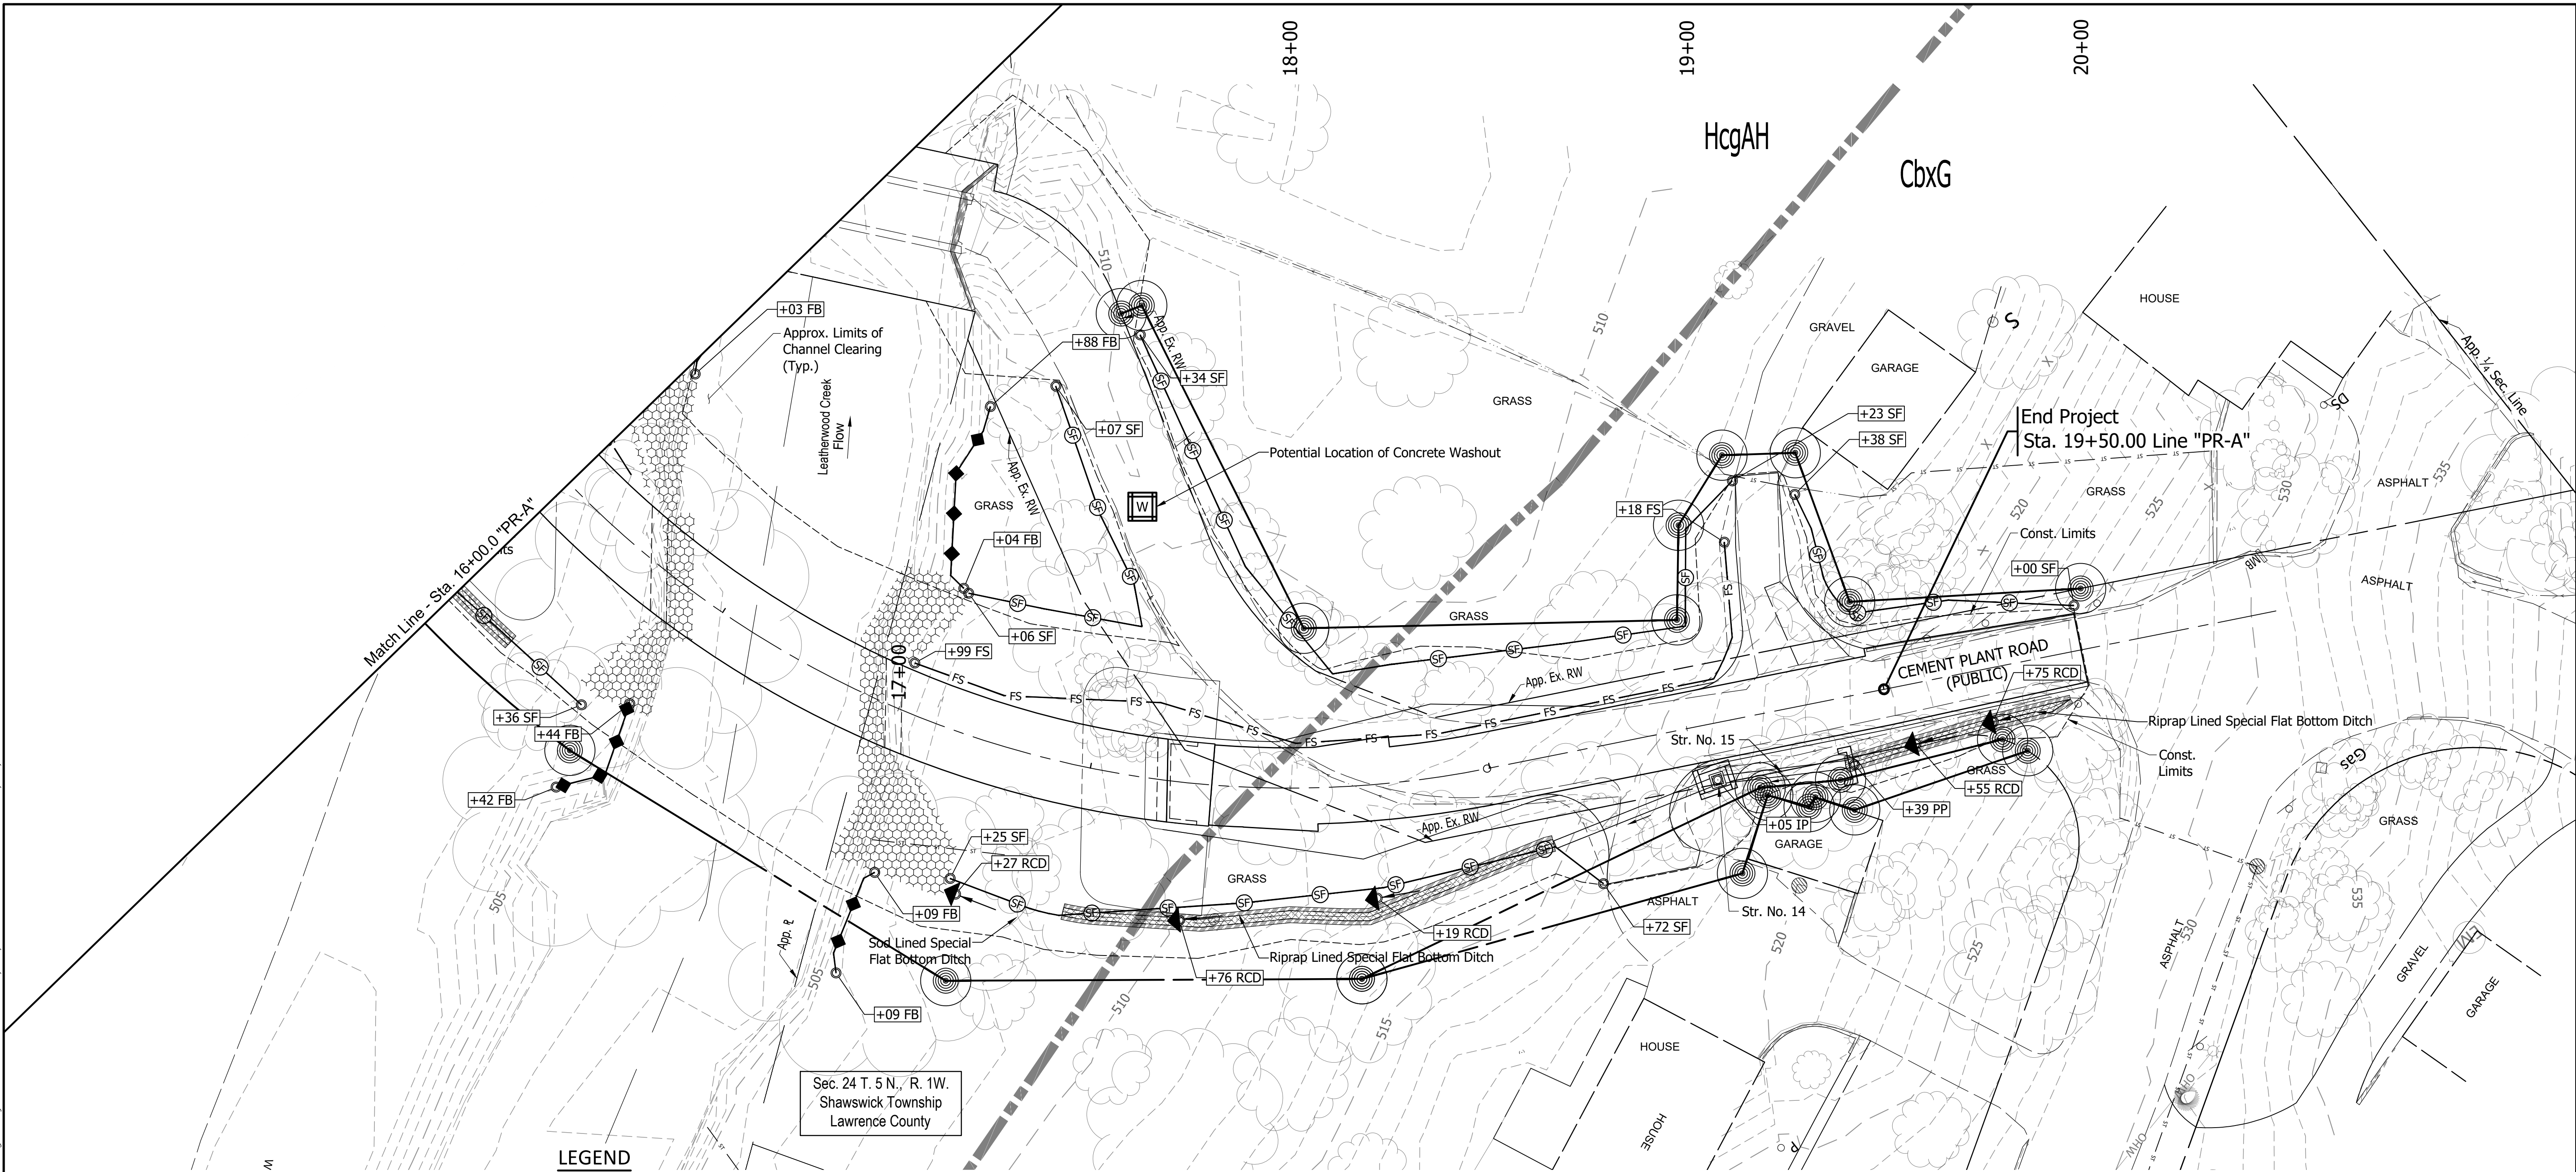 18+00
19+00
20+00
HcgAH
CbxG
+03 FB
Approx. Limits of
Channel Clearing
(Typ.)
Leatherwood Creek
Flow
510
+88 FB
App. Ex. RW
+34 SF
+07 SF
App. Ex. RW
Potential Location of Concrete Washout
W
GRASS
GRASS
510
GRAVEL
GARAGE
S
HOUSE
DS
App. ¼ Sec. Line
+23 SF
+38 SF
End Project
Sta. 19+50.00 Line "PR-A"
+18 FS
520
GRASS
525
530
ASPHALT
535
Const. Limits
+00 SF
MB
ASPHALT
Match Line - Sta. 16+00.0 "PR-A"
+04 FB
+06 SF
+99 FS
17+00
FS
SF
GRASS
App. Ex. RW
CEMENT PLANT ROAD
(PUBLIC)
+75 RCD
Riprap Lined Special Flat Bottom Ditch
Const.
Limits
Str. No. 15
+36 SF
+44 FB
+42 FB
+25 SF
+27 RCD
+09 FB
Sod Lined Special
Flat Bottom Ditch
GRASS
App. Ex. RW
GRASS
+55 RCD
+39 PP
+05 IP
GARAGE
Gas
GRASS
ASPHALT
Str. No. 14
+72 SF
+19 RCD
Riprap Lined Special Flat Bottom Ditch
+76 RCD
+09 FB
505
505
510
515
520
525
530
535
ASPHALT
GRAVEL
GARAGE
HOUSE
HOUSE
P
OHW
OHW
Sec. 24 T. 5 N., R. 1W.
Shawswick Township
Lawrence County
LEGEND
W